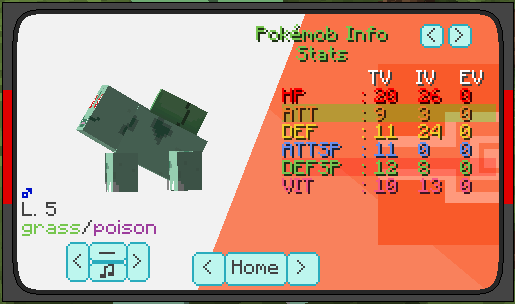 Pokémob Info
Stats
TV IV EV
HP : 20 26 0
ATT : 9 3 0
DEF : 11 24 0
ATTSP : 11 0 0
DEFSP : 12 8 0
VIT : 10 13 0
L. 5
grass/poison
< — >
♫
< Home >
< >